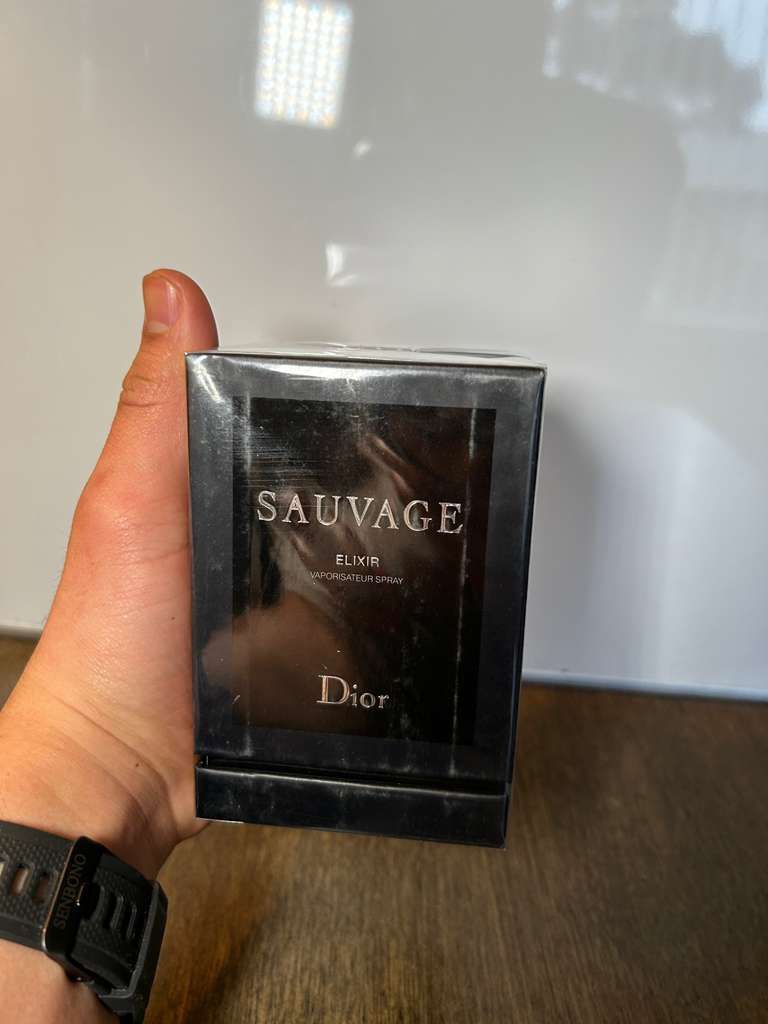 SAUVAGE
ELIXIR
VAPORISATEUR SPRAY
Dior
SENBONO